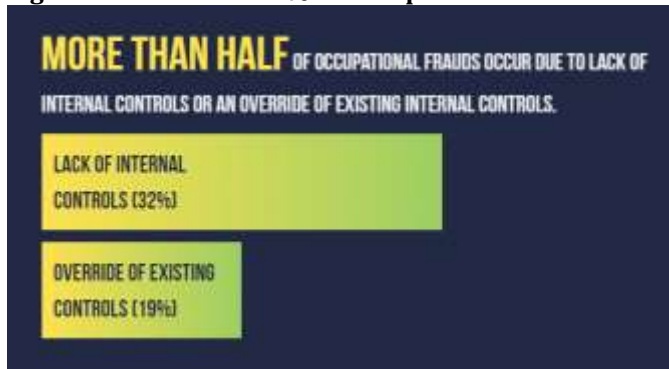 MORE THAN HALF OF OCCUPATIONAL FRAUDS OCCUR DUE TO LACK OF
INTERNAL CONTROLS OR AN OVERRIDE OF EXISTING INTERNAL CONTROLS.
LACK OF INTERNAL
CONTROLS (32%)
OVERRIDE OF EXISTING
CONTROLS (19%)